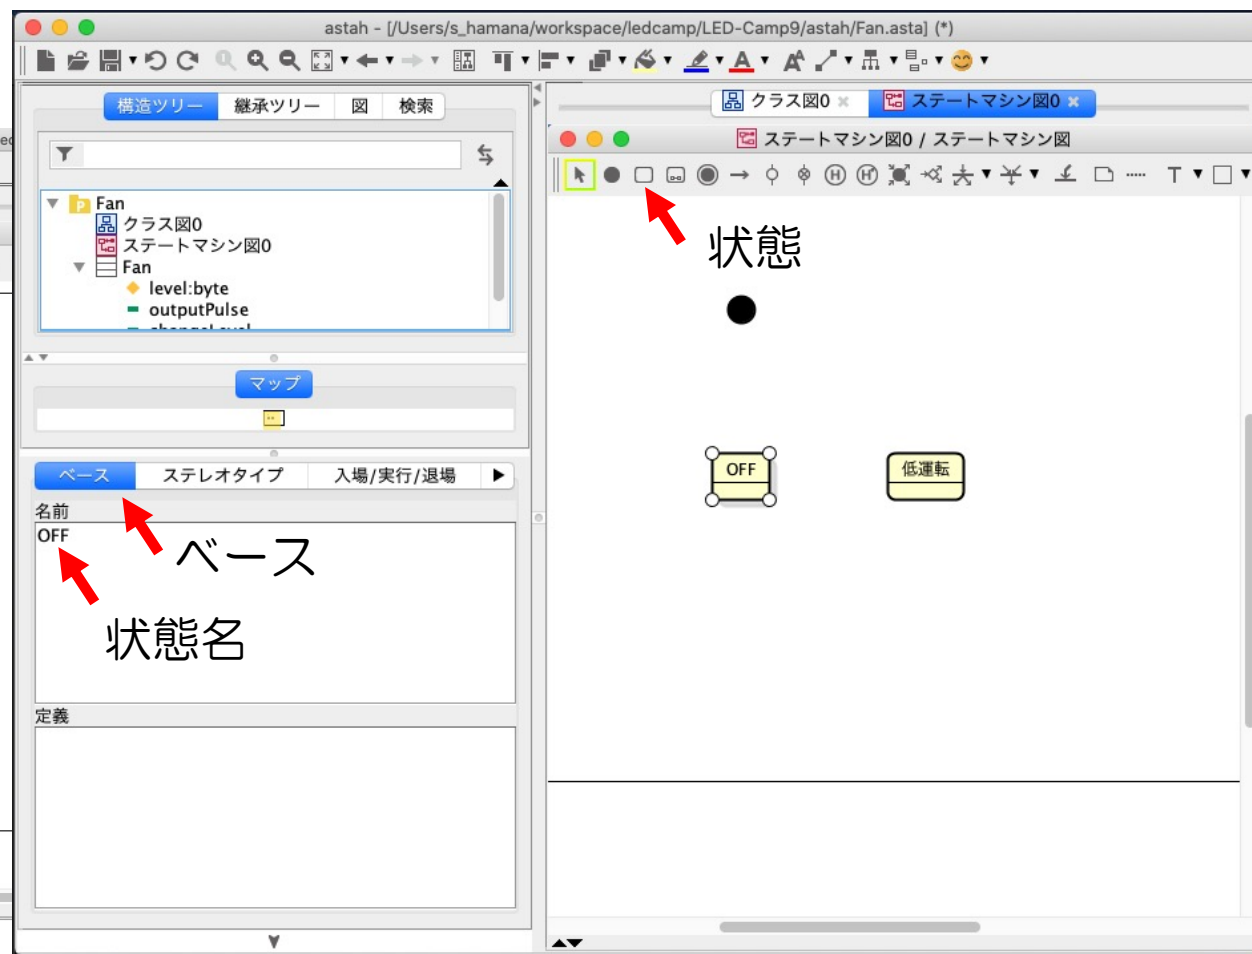 astah - [/Users/s_hamana/workspace/ledcamp/LED-Camp9/astah/Fan.asta] (*)
構造ツリー 継承ツリー 図 検索
クラス図0 ステートマシン図0
ステートマシン図0 / ステートマシン図
Fan
クラス図0
ステートマシン図0
Fan
level:byte
outputPulse
状態
マップ
ベース ステレオタイプ 入場/実行/退場
名前
OFF
ベース
状態名
定義
OFF
低運転